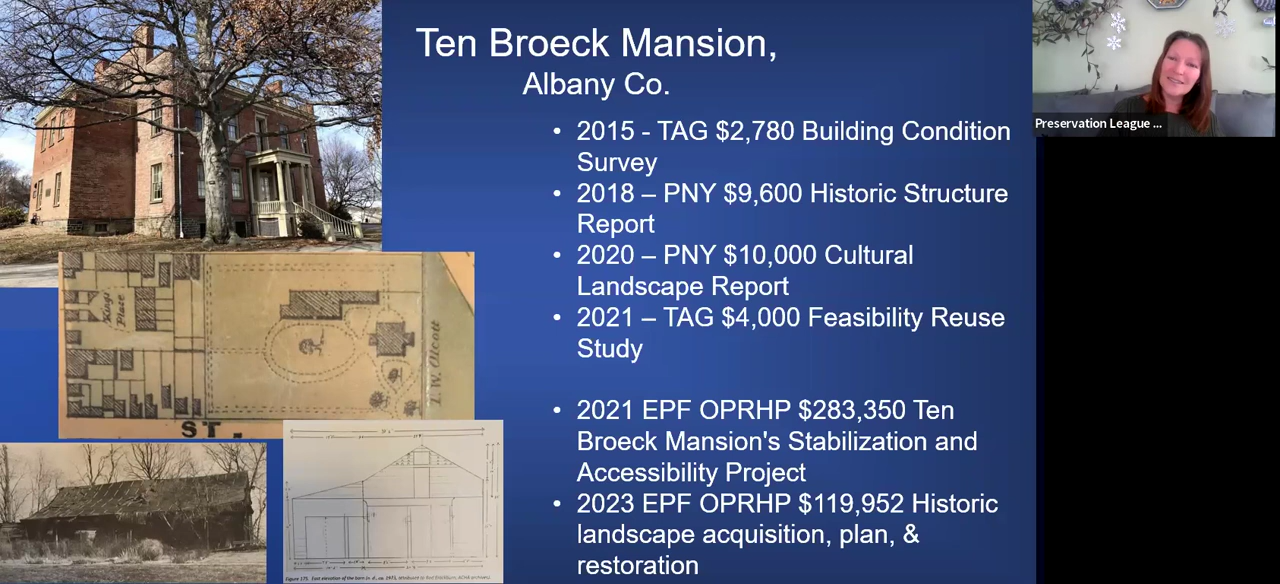 Ten Broeck Mansion,
Albany Co.
• 2015 - TAG $2,780 Building Condition
Survey
• 2018 – PNY $9,600 Historic Structure
Report
• 2020 – PNY $10,000 Cultural
Landscape Report
• 2021 – TAG $4,000 Feasibility Reuse
Study
• 2021 EPF OPRHP $283,350 Ten
Broeck Mansion's Stabilization and
Accessibility Project
• 2023 EPF OPRHP $119,952 Historic
landscape acquisition, plan, &
restoration
Preservation League ...
Kings
Place
ST.